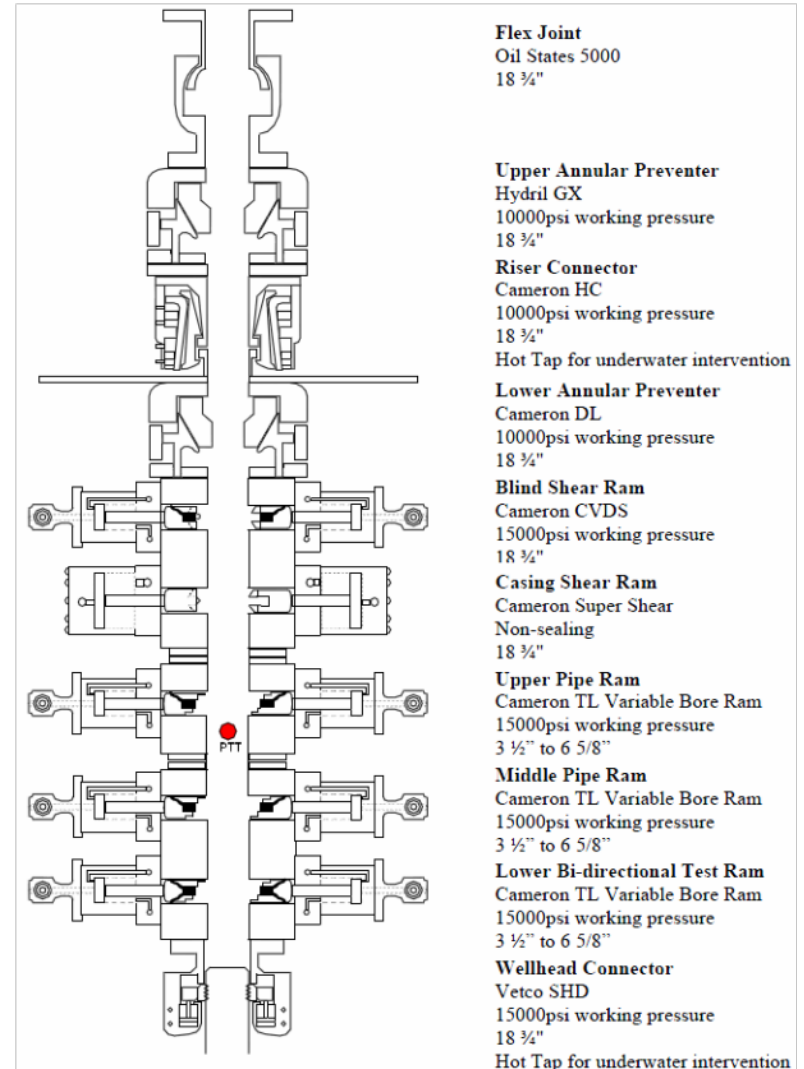 Flex Joint
Oil States 5000
18 ¾"
Upper Annular Preventer
Hydril GX
10000psi working pressure
18 ¾"
Riser Connector
Cameron HC
10000psi working pressure
18 ¾"
Hot Tap for underwater intervention
Lower Annular Preventer
Cameron DL
10000psi working pressure
18 ¾"
Blind Shear Ram
Cameron CVDS
15000psi working pressure
18 ¾"
Casing Shear Ram
Cameron Super Shear
Non-sealing
18 ¾"
Upper Pipe Ram
Cameron TL Variable Bore Ram
15000psi working pressure
3 ½” to 6 5/8”
PTT
Middle Pipe Ram
Cameron TL Variable Bore Ram
15000psi working pressure
3 ½” to 6 5/8”
Lower Bi-directional Test Ram
Cameron TL Variable Bore Ram
15000psi working pressure
3 ½” to 6 5/8”
Wellhead Connector
Vetco SHD
15000psi working pressure
18 ¾"
Hot Tap for underwater intervention